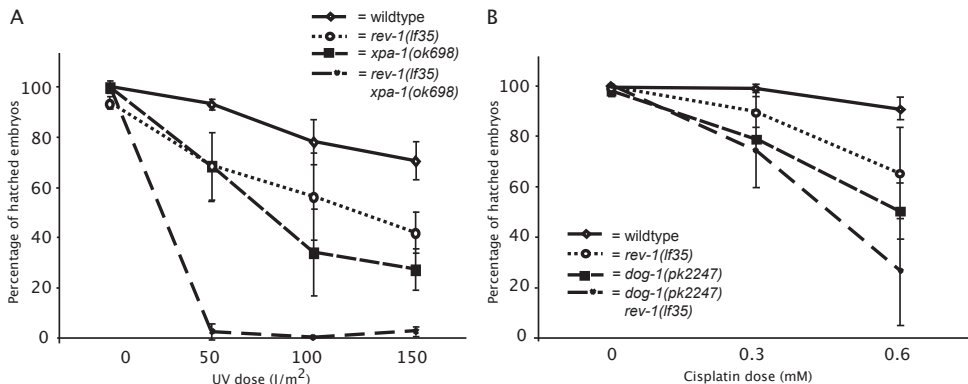 A
= wildtype
= rev-1(lf35)
= xpa-1(ok698)
= rev-1(lf35)
xpa-1(ok698)
Percentage of hatched embryos
100
80
60
40
20
0
0 50 100 150
UV dose (J/m²)
B
100
80
60
40
20
0
Percentage of hatched embryos
= wildtype
= rev-1(lf35)
= dog-1(pk2247)
= dog-1(pk2247)
rev-1(lf35)
0 0.3 0.6
Cisplatin dose (mM)